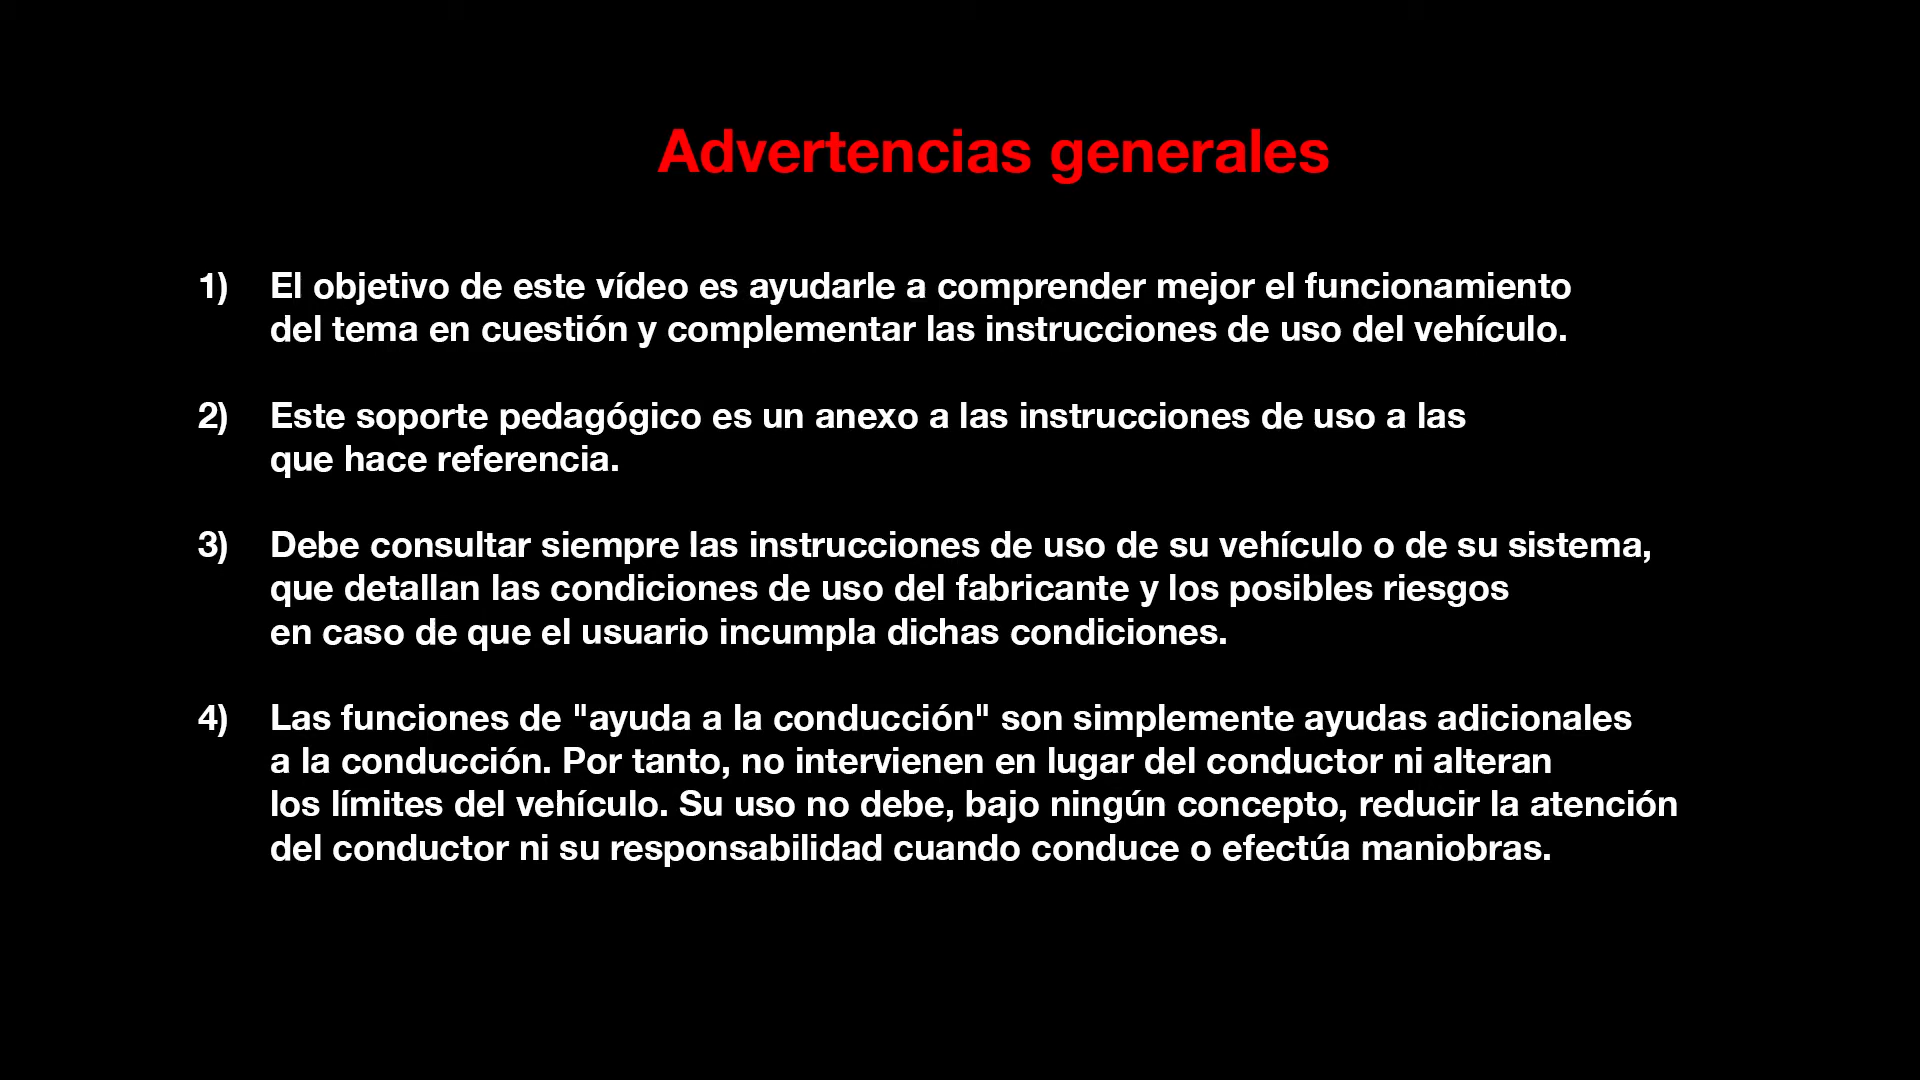 Advertencias generales
1) El objetivo de este vídeo es ayudarle a comprender mejor el funcionamiento
del tema en cuestión y complementar las instrucciones de uso del vehículo.
2) Este soporte pedagógico es un anexo a las instrucciones de uso a las
que hace referencia.
3) Debe consultar siempre las instrucciones de uso de su vehículo o de su sistema,
que detallan las condiciones de uso del fabricante y los posibles riesgos
en caso de que el usuario incumpla dichas condiciones.
4) Las funciones de "ayuda a la conducción" son simplemente ayudas adicionales
a la conducción. Por tanto, no intervienen en lugar del conductor ni alteran
los límites del vehículo. Su uso no debe, bajo ningún concepto, reducir la atención
del conductor ni su responsabilidad cuando conduce o efectúa maniobras.